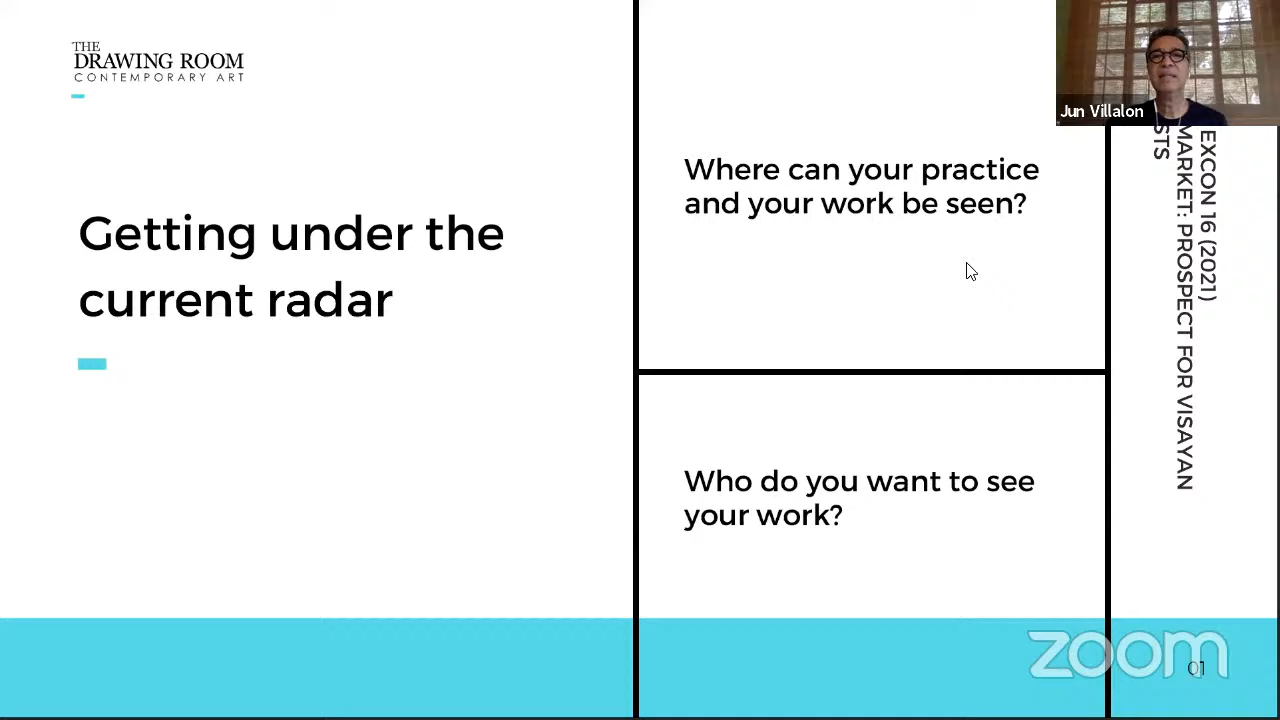 THE
DRAWING ROOM
CONTEMPORARY ART
Getting under the
current radar
Where can your practice
and your work be seen?
Who do you want to see
your work?
Jun Villalon
EXCON 16 (2021)
MARKET: PROSPECT FOR VISAYAN
STS
zoom
01